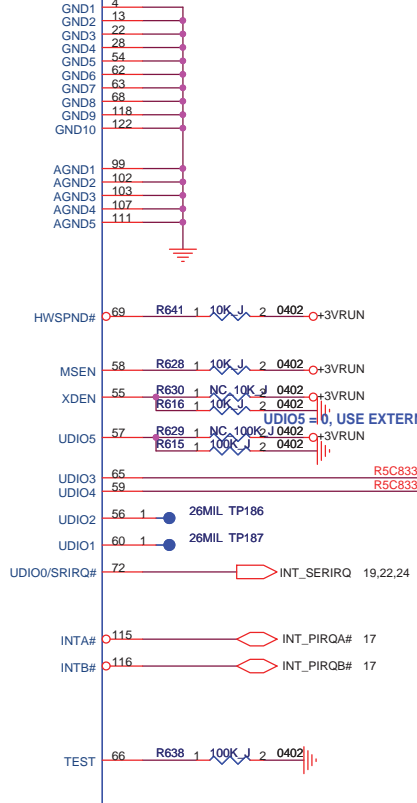 GND1 4
GND2 13
GND3 22
GND4 28
GND5 54
GND6 62
GND7 63
GND8 68
GND9 118
GND10 122
AGND1 99
AGND2 102
AGND3 103
AGND4 107
AGND5 111
HWSPND# 69 R641 1 10K_J 2 0402 +3VRUN
MSEN 58 R628 1 10K_J 2 0402 +3VRUN
XDEN 55 R630 1 NC_10K_J 2 0402 +3VRUN
R616 1 10K_J 2 0402
UDIO5 = 0, USE EXTER
UDIO5 57 R629 1 NC_100K_J 2 0402 +3VRUN
R615 1 100K_J 2 0402
UDIO3 65 R5C833
UDIO4 59 R5C833
UDIO2 56 1 26MIL TP186
UDIO1 60 1 26MIL TP187
UDIO0/SRIRQ# 72 INT_SERIRQ 19,22,24
INTA# 115 INT_PIRQA# 17
INTB# 116 INT_PIRQB# 17
TEST 66 R638 1 100K_J 2 0402